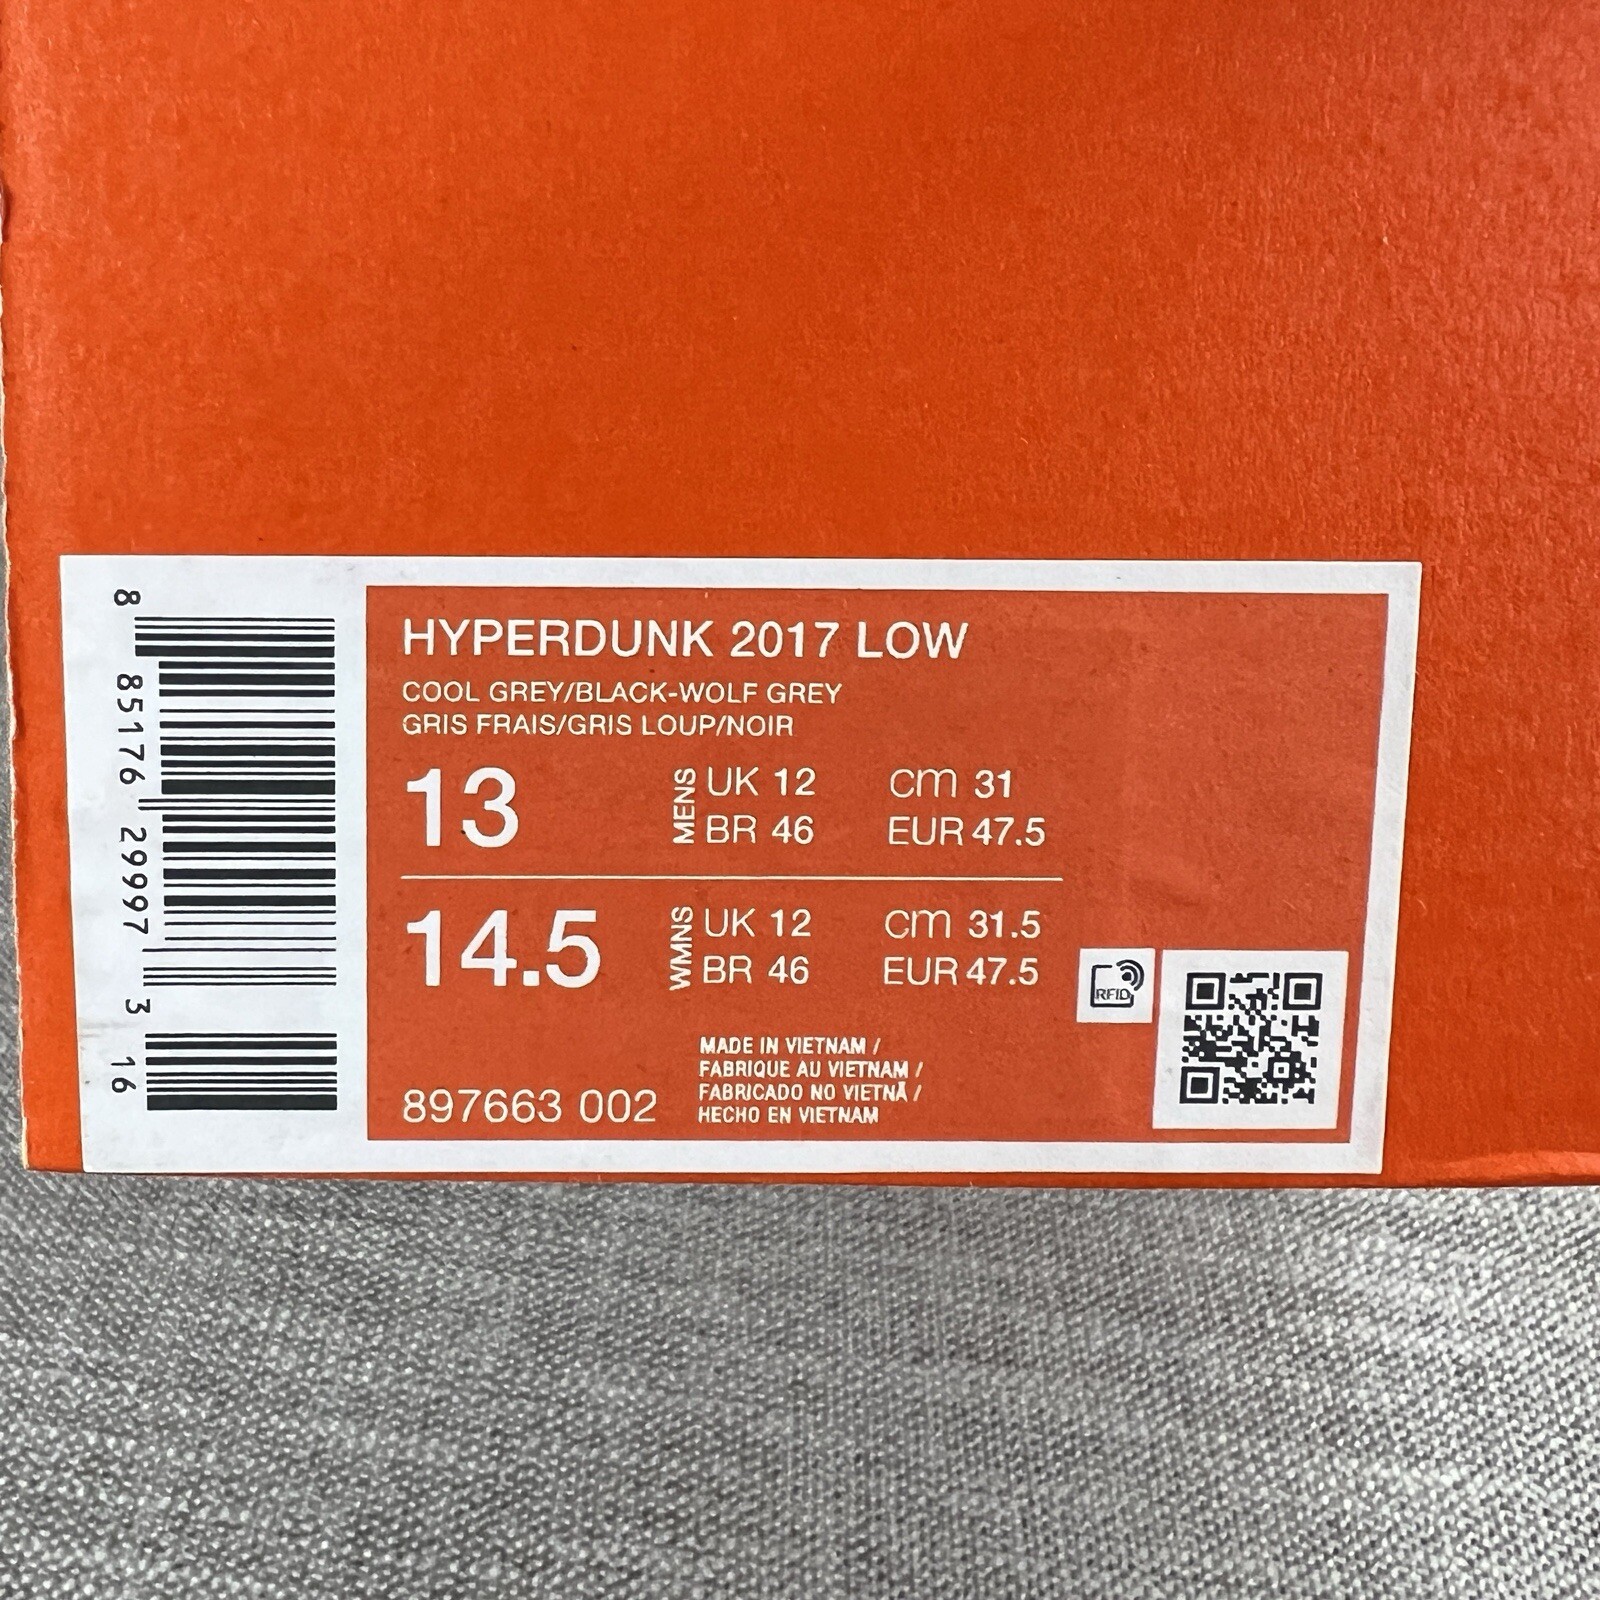 8 85176 29997 3 16
HYPERDUNK 2017 LOW
COOL GREY/BLACK-WOLF GREY
GRIS FRAIS/GRIS LOUP/NOIR
13 MENS UK 12 cm 31
BR 46 EUR 47.5
14.5 WMNS UK 12 cm 31.5
BR 46 EUR 47.5
RFID
MADE IN VIETNAM /
FABRIQUE AU VIETNAM /
FABRICADO NO VIETNÃ /
HECHO EN VIETNAM
897663 002